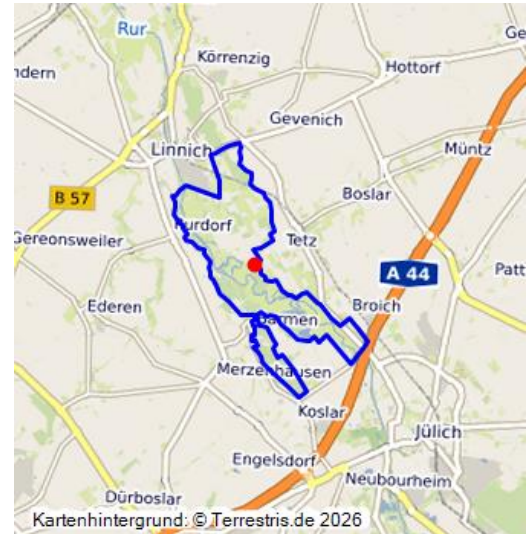 Rur
Körrenzig
Ge
ndern
Hottorf
Gevenich
Linnich
Müntz
B 57
Boslar
Rurdorf
Tetz
Gereonsweiler
A 44
Patt
Ederen
Broich
Barmen
Merzenhausen
Koslar
Jülich
Engelsdorf
Neubourheim
Dürboslar
Kartenhintergrund: © Terrestris.de 2026